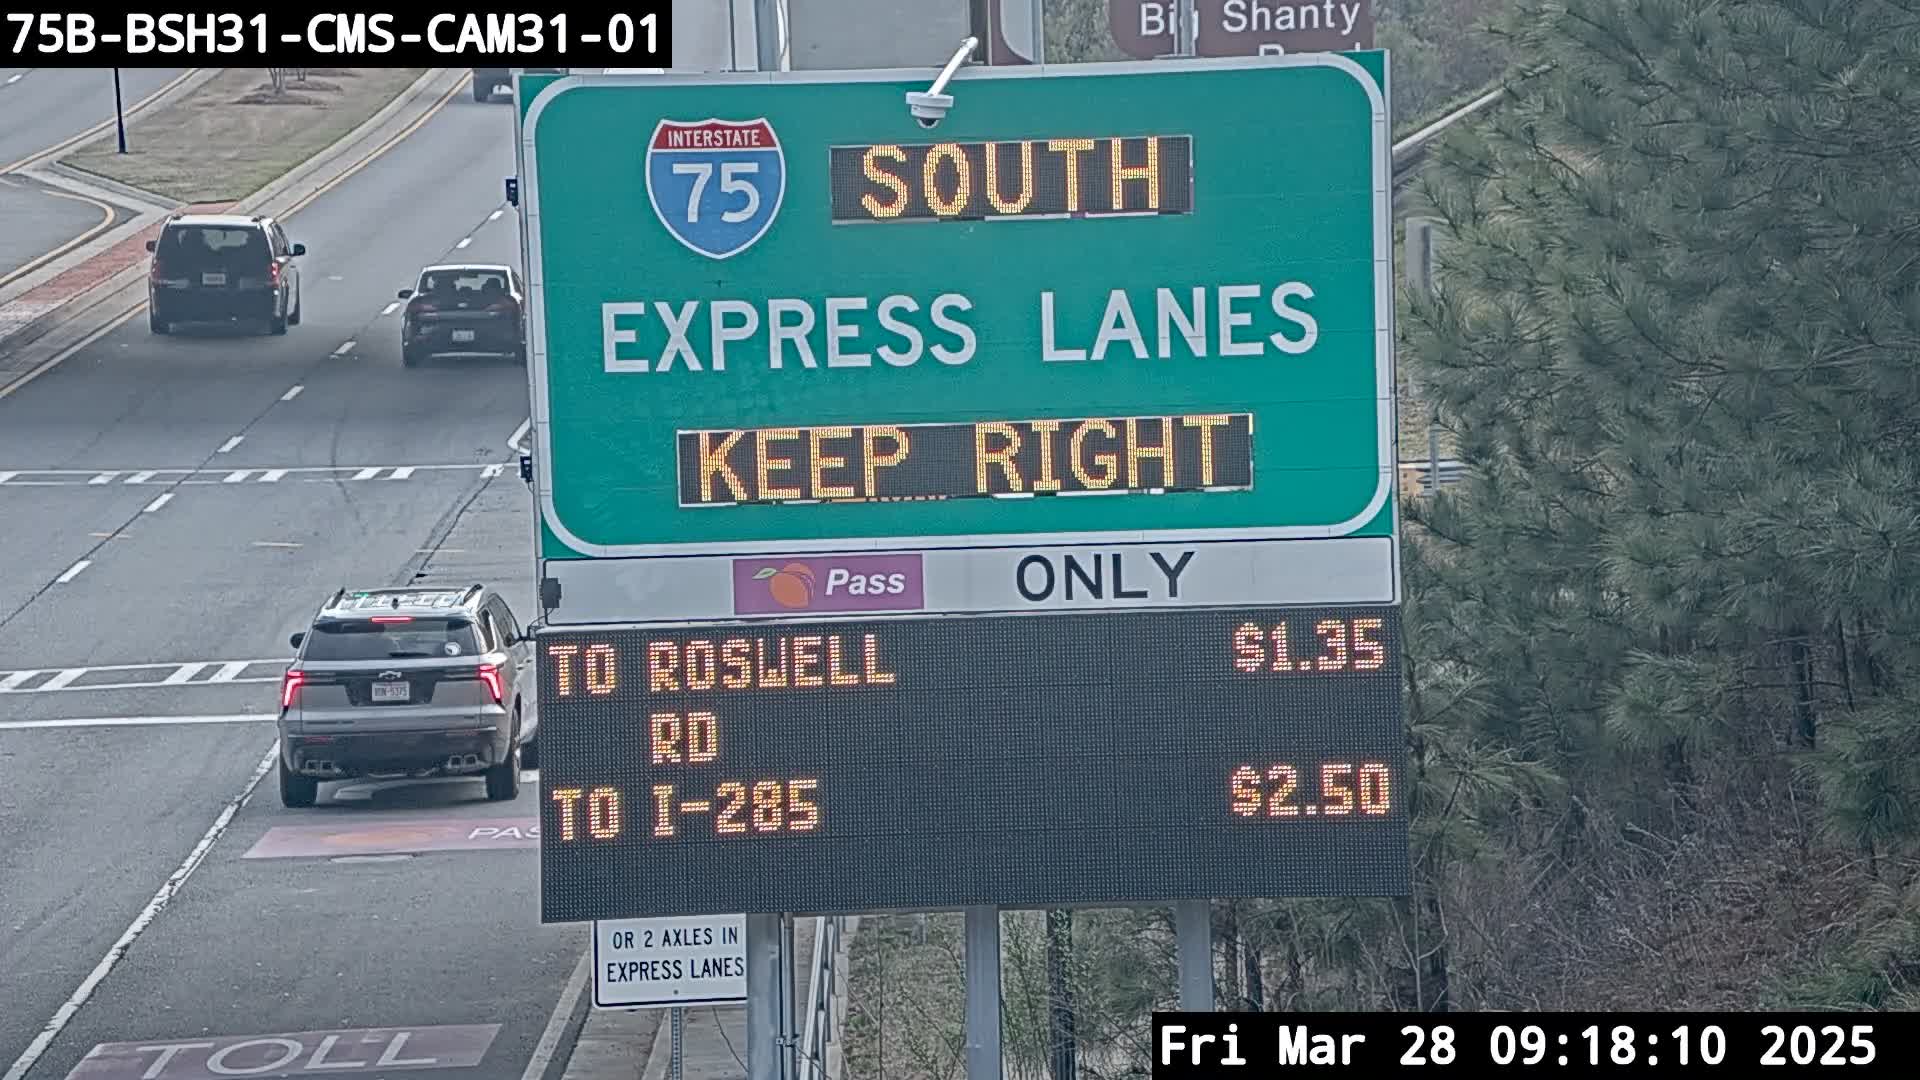 75B-BSH31-CMS-CAM31-01
Big Shanty
INTERSTATE
75
SOUTH
EXPRESS LANES
KEEP RIGHT
Pass
ONLY
TO ROSWELL $1.35
RD
TO I-285 $2.50
OR 2 AXLES IN
EXPRESS LANES
TOLL
Fri Mar 28 09:18:10 2025